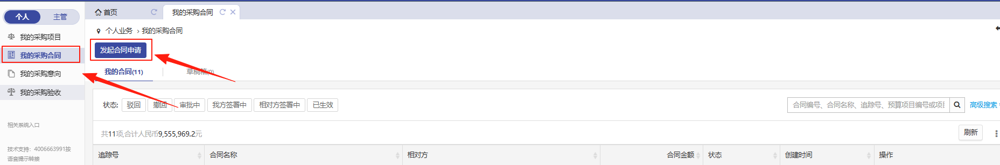 个人 主管
我的采购项目
我的采购合同
我的采购意向
我的采购验收
相关系统入口
技术支持：4006663991按
语音提示转接
首页 我的采购合同
个人业务 › 我的采购合同
发起合同申请
我的合同(11) 草稿箱(0)
状态: 驳回 撤回 审批中 我方签署中 相对方签署中 已生效
合同编号、合同名称、追踪号、预算项目编号或项目 高级搜索
共11项,合计人民币9,555,969.2元 刷新
追踪号 合同名称 相对方 合同金额 状态 创建时间 操作